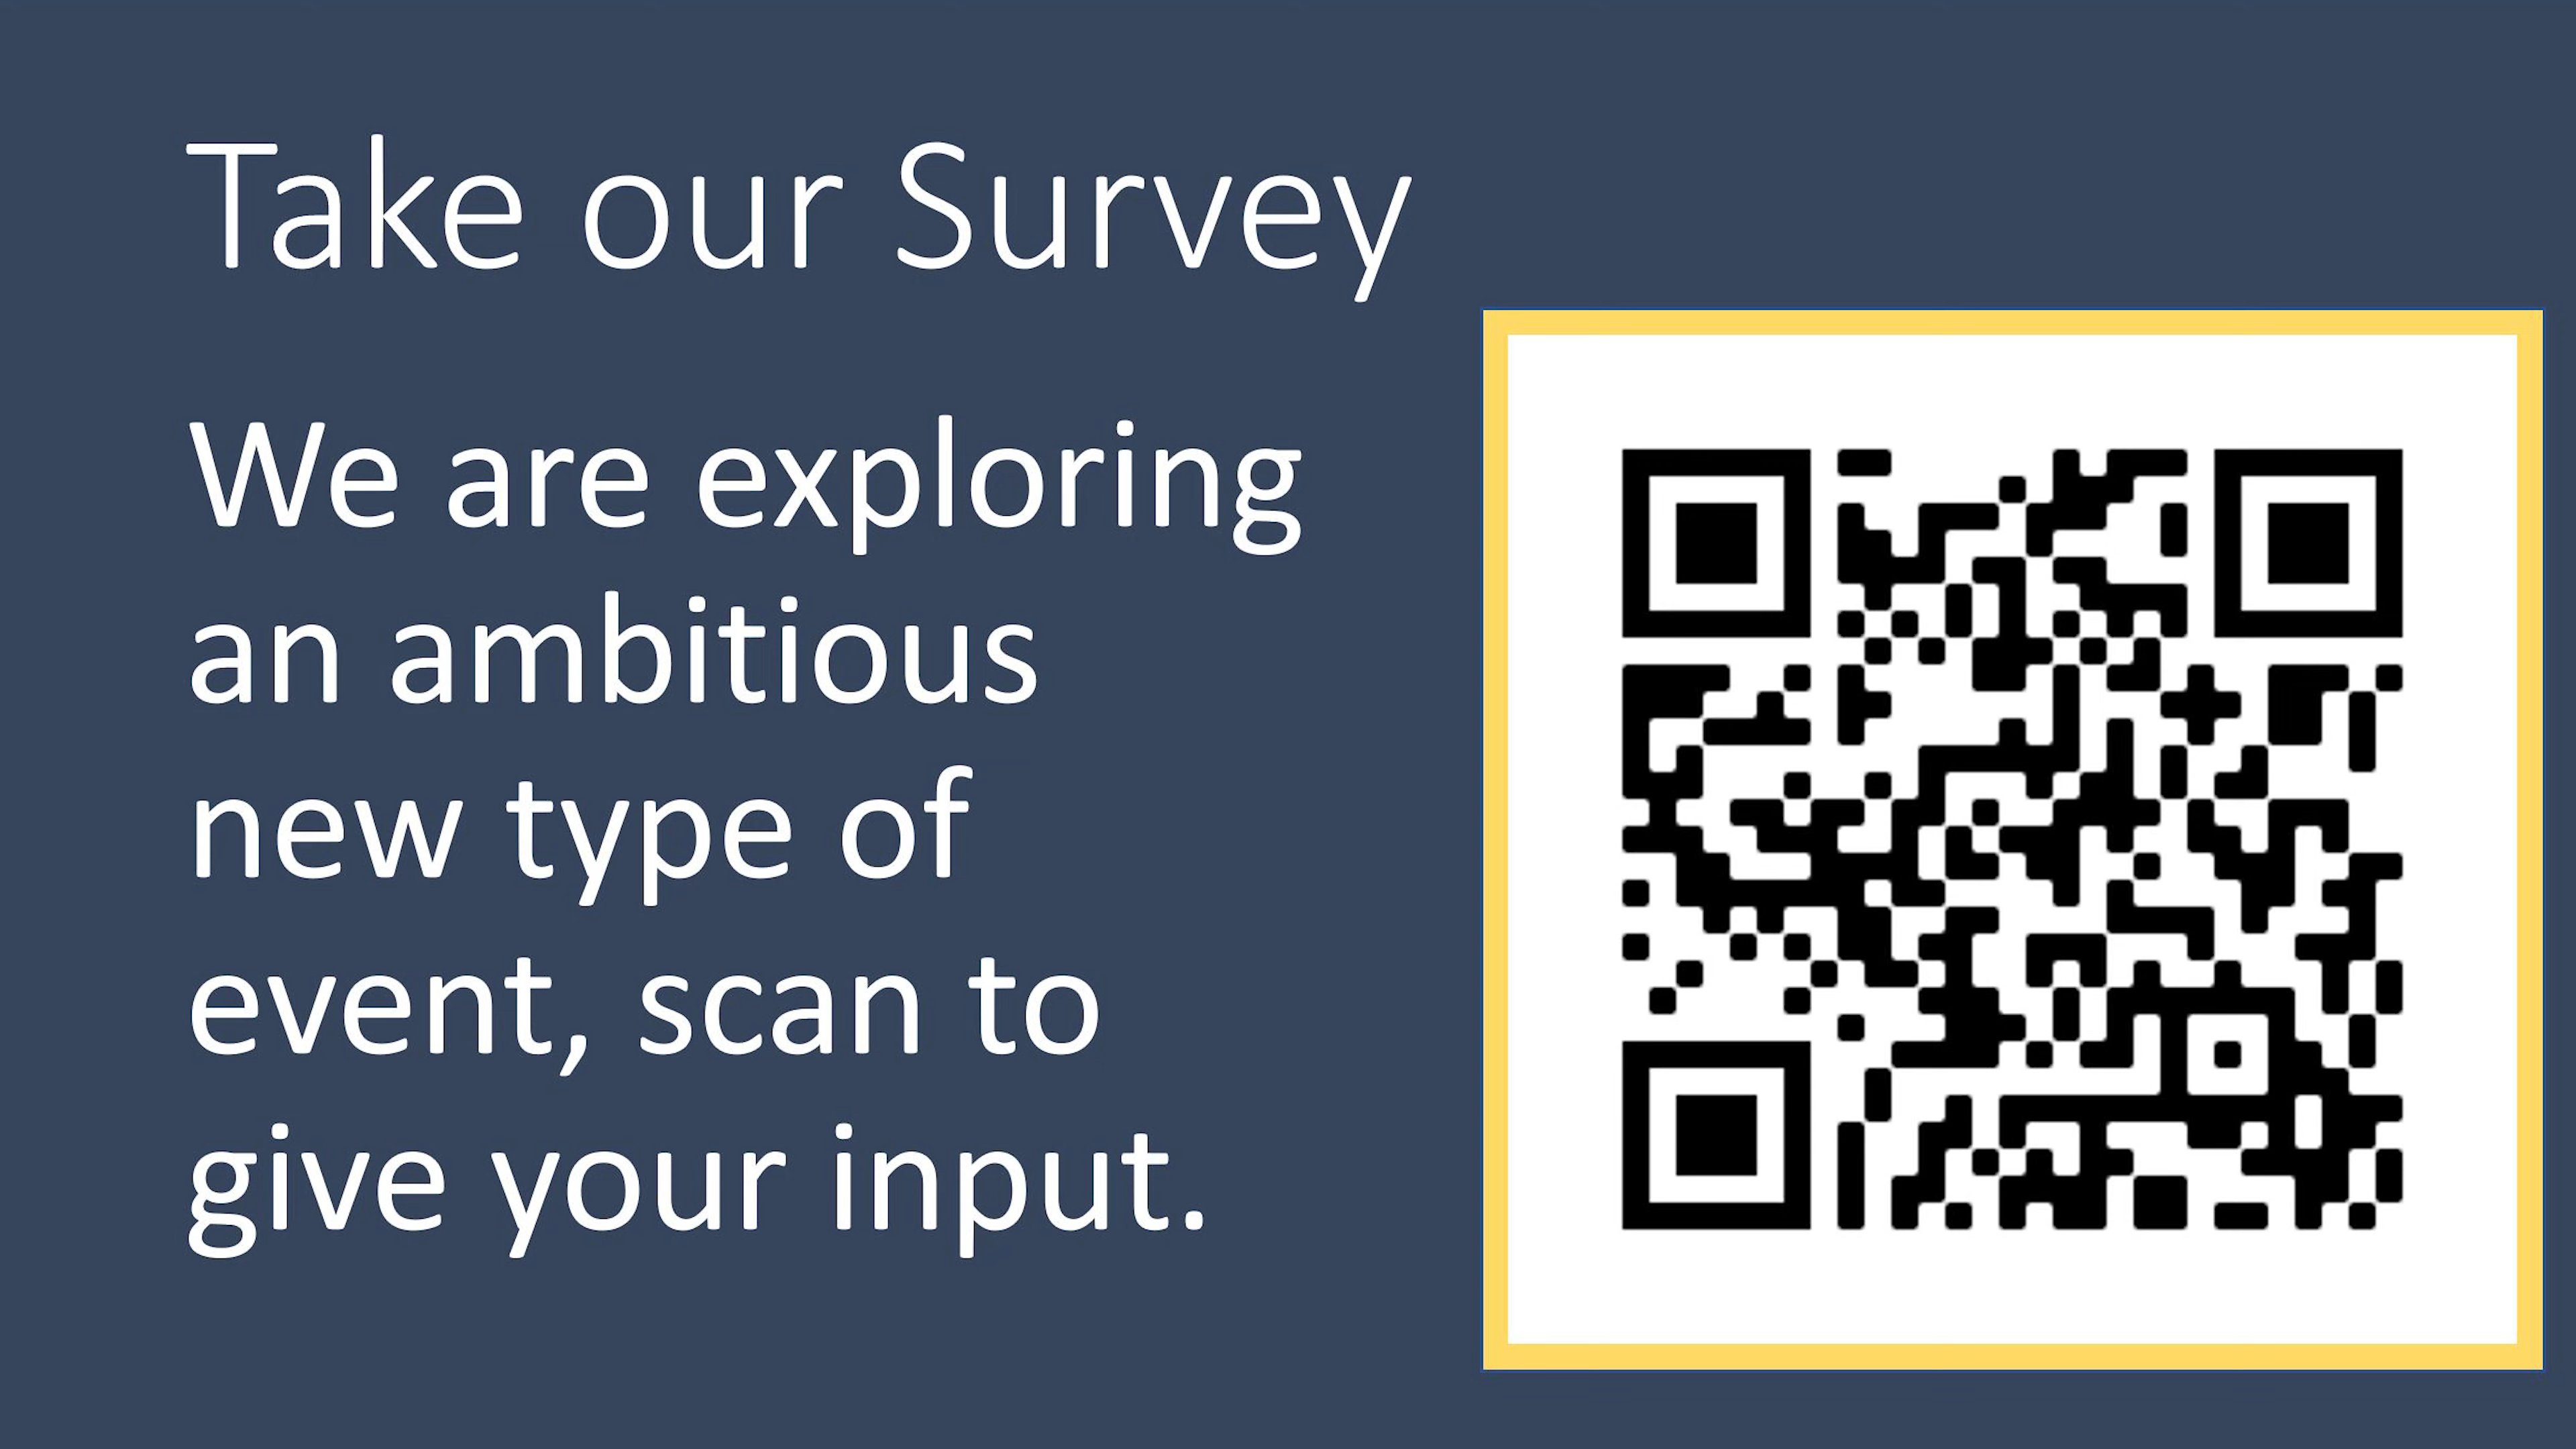 Take our Survey
We are exploring
an ambitious
new type of
event, scan to
give your input.